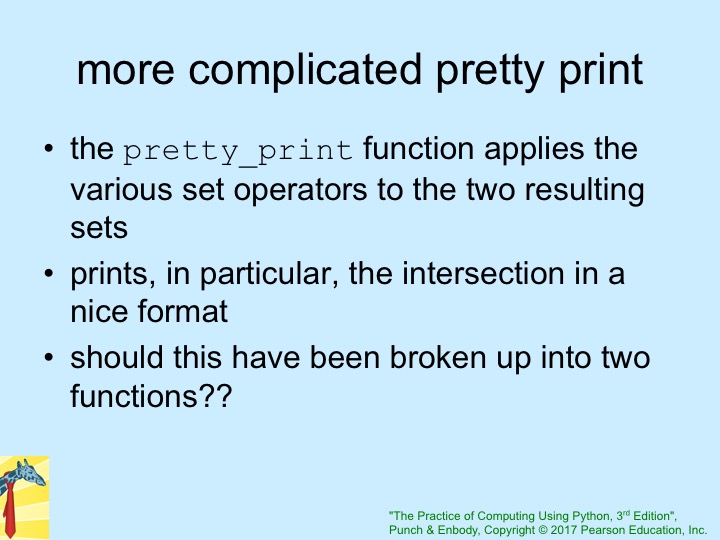 more complicated pretty print
• the pretty_print function applies the
various set operators to the two resulting
sets
• prints, in particular, the intersection in a
nice format
• should this have been broken up into two
functions??
"The Practice of Computing Using Python, 3rd Edition",
Punch & Enbody, Copyright © 2017 Pearson Education, Inc.